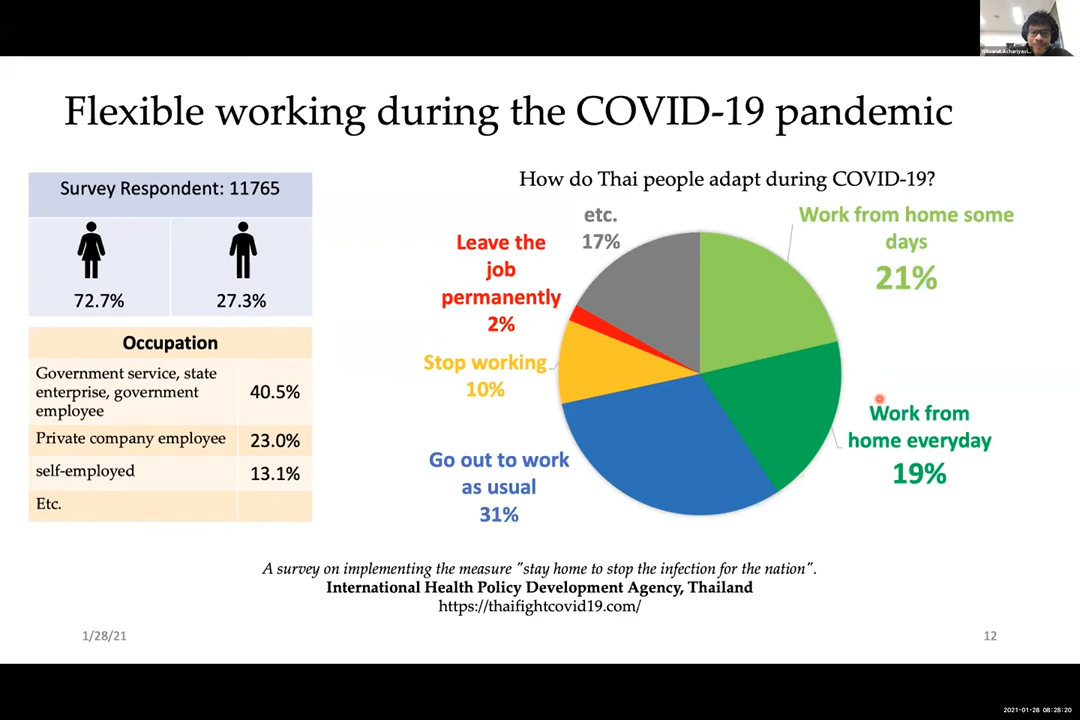 Flexible working during the COVID-19 pandemic
Survey Respondent: 11765
72.7%
27.3%
Occupation
Government service, state
enterprise, government
employee
40.5%
Private company employee
23.0%
self-employed
13.1%
Etc.
How do Thai people adapt during COVID-19?
etc.
17%
Work from home some
days
21%
Leave the
job
permanently
2%
Stop working
10%
Work from
home everyday
19%
Go out to work
as usual
31%
A survey on implementing the measure "stay home to stop the infection for the nation".
International Health Policy Development Agency, Thailand
https://thaifightcovid19.com/
1/28/21
12
2021-01-28 08:28:20